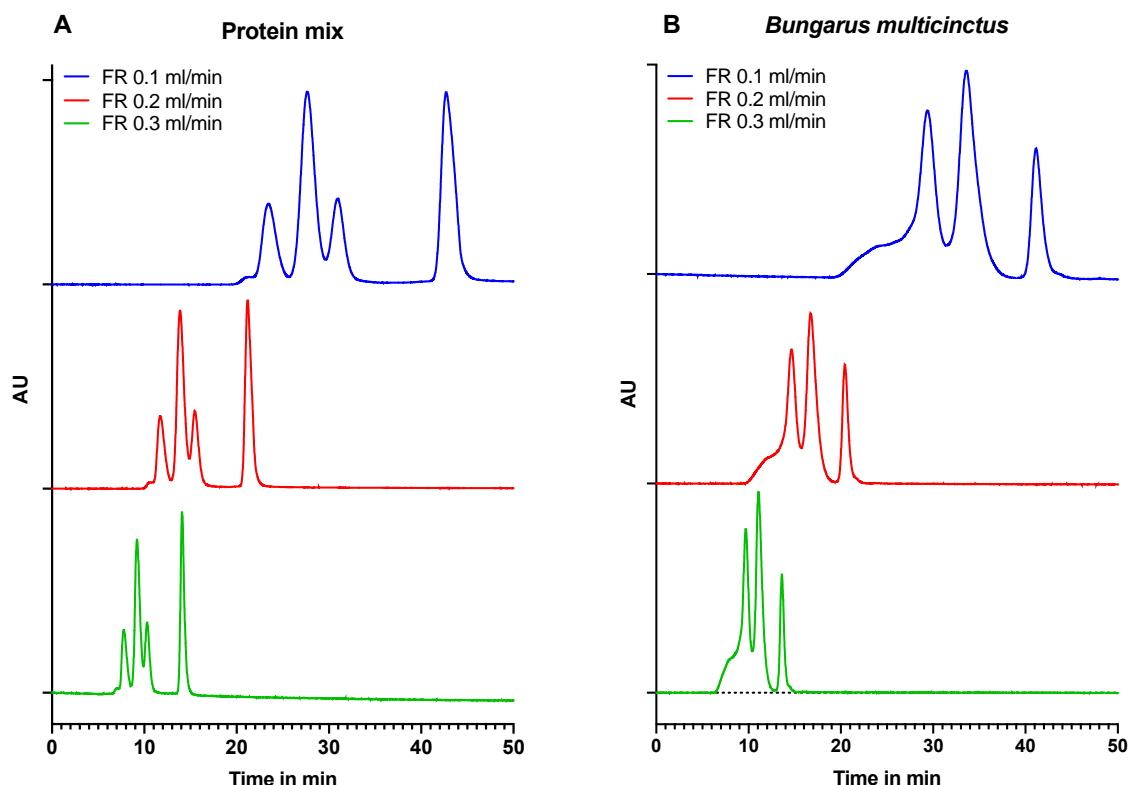 A
Protein mix
FR 0.1 ml/min
FR 0.2 ml/min
FR 0.3 ml/min
AU
0 10 20 30 40 50
Time in min
B
Bungarus multicinctus
FR 0.1 ml/min
FR 0.2 ml/min
FR 0.3 ml/min
AU
0 10 20 30 40 50
Time in min